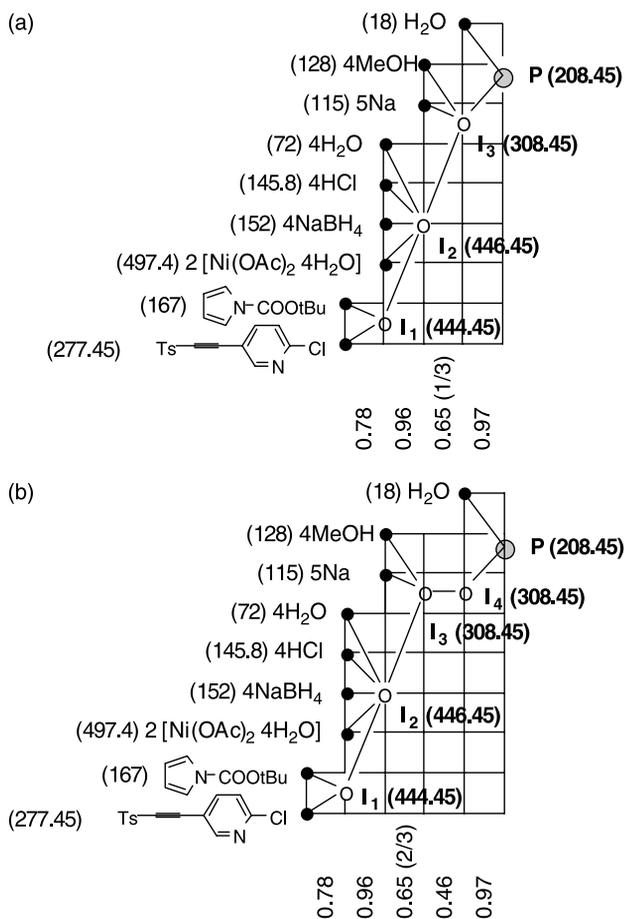 (a)
(18) H₂O
(128) 4MeOH
P (208.45)
(115) 5Na
I₃ (308.45)
(72) 4H₂O
(145.8) 4HCl
(152) 4NaBH₄
I₂ (446.45)
(497.4) 2 [Ni(OAc)₂ 4H₂O]
(167) N COOtBu
I₁ (444.45)
(277.45) Ts Cl
N
0.78 0.96 0.65 (1/3) 0.97
(b)
(18) H₂O
(128) 4MeOH
P (208.45)
(115) 5Na
I₄ (308.45)
(72) 4H₂O
I₃ (308.45)
(145.8) 4HCl
(152) 4NaBH₄
I₂ (446.45)
(497.4) 2 [Ni(OAc)₂ 4H₂O]
(167) N COOtBu
I₁ (444.45)
(277.45) Ts Cl
N
0.78 0.96 0.65 (2/3) 0.46 0.97